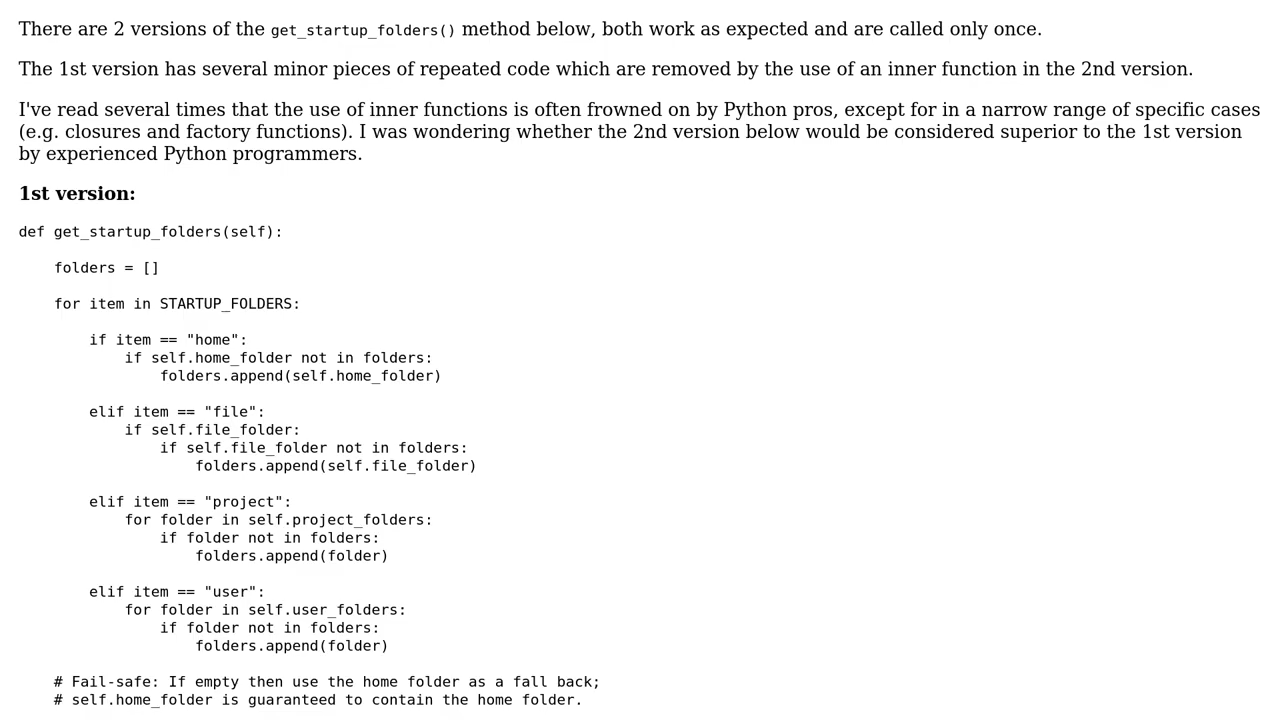 There are 2 versions of the get_startup_folders() method below, both work as expected and are called only once.
The 1st version has several minor pieces of repeated code which are removed by the use of an inner function in the 2nd version.
I've read several times that the use of inner functions is often frowned on by Python pros, except for in a narrow range of specific cases
(e.g. closures and factory functions). I was wondering whether the 2nd version below would be considered superior to the 1st version
by experienced Python programmers.
1st version:
def get_startup_folders(self):
    folders = []
    for item in STARTUP_FOLDERS:
        if item == "home":
            if self.home_folder not in folders:
                folders.append(self.home_folder)
        elif item == "file":
            if self.file_folder:
                if self.file_folder not in folders:
                    folders.append(self.file_folder)
        elif item == "project":
            for folder in self.project_folders:
                if folder not in folders:
                    folders.append(folder)
        elif item == "user":
            for folder in self.user_folders:
                if folder not in folders:
                    folders.append(folder)
    # Fail-safe: If empty then use the home folder as a fall back;
    # self.home_folder is guaranteed to contain the home folder.